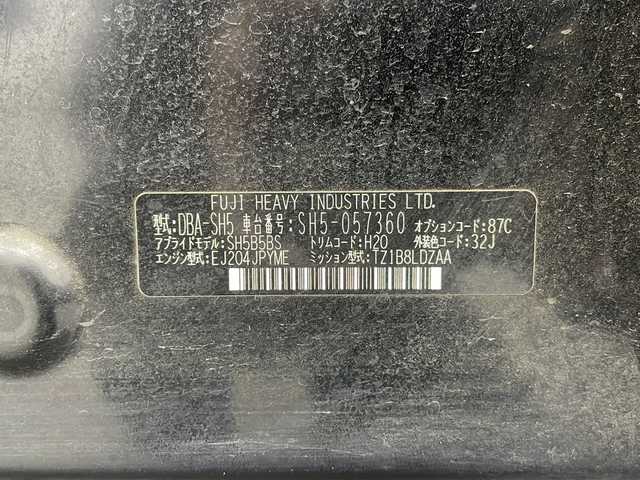 FUJI HEAVY INDUSTRIES LTD.
型式:DBA-SH5 車台番号:SH5-057360 オプションコード:87C
アプライドモデル:SH5B5BS トリムコード:H20 外装色コード:32J
エンジン型式:EJ204JPYME ミッション型式:TZ1B8LDZAA